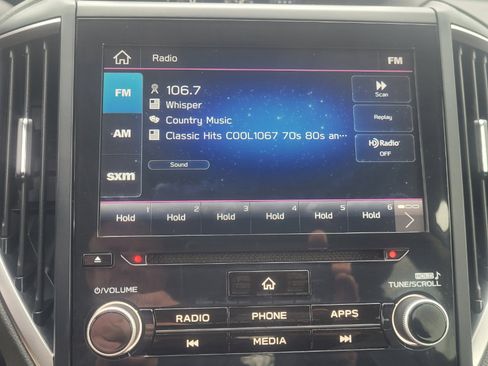 Radio FM
FM
106.7
Whisper
Country Music
Classic Hits COOL1067 70s 80s an...
Scan
Replay
HD Radio
OFF
AM
Sound
sxm
1 2 3 4 5 6
Hold Hold Hold Hold Hold Hold
VOLUME
HOLD
TUNE/SCROLL
RADIO PHONE APPS
MEDIA